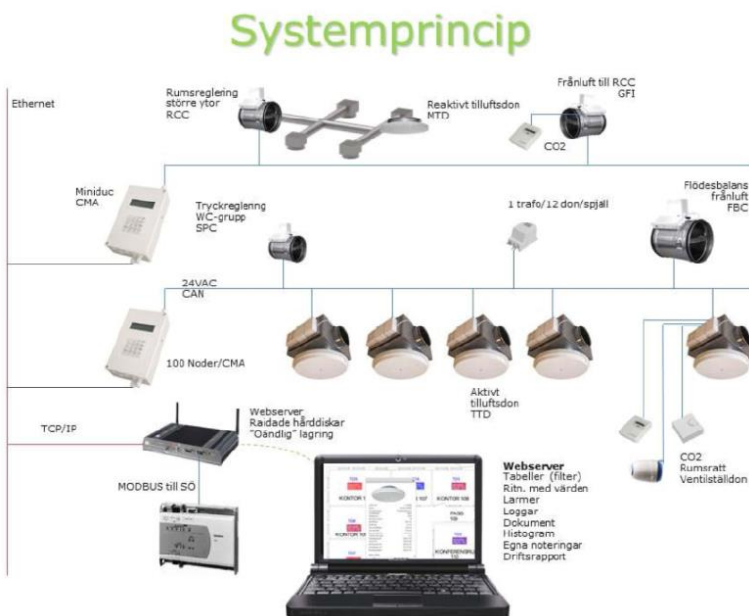 Systemprincip
Ethernet
Rumsreglering
större ytor
RCC
Reaktivt tilluftsdon
MTD
Frånluft till RCC
GFI
CO2
Miniduc
CMA
Tryckreglering
WC-grupp
SPC
1 trafo/12 don/spjäll
Flödesbalans
frånluft
FBC
24VAC
CAN
100 Noder/CMA
Aktivt
tilluftsdon
TTD
TCP/IP
Webserver
Raidade hårddiskar
"Oändlig" lagring
MODBUS till SÖ
CO2
Rumsratt
Ventilställdon
Webserver
Tabeller (filter)
Ritn. med värden
Larmer
Loggar
Dokument
Histogram
Egna noteringar
Driftsrapport
KONTOR 108